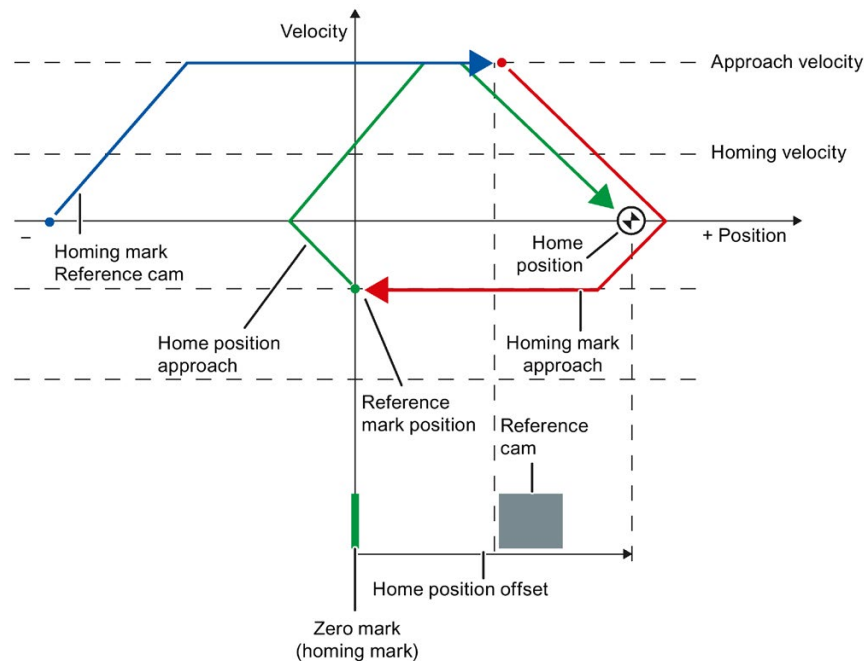 Velocity
Approach velocity
Homing velocity
–
Homing mark
Reference cam
Home
position
+ Position
Home position
approach
Homing mark
approach
Reference
mark position
Reference
cam
Home position offset
Zero mark
(homing mark)